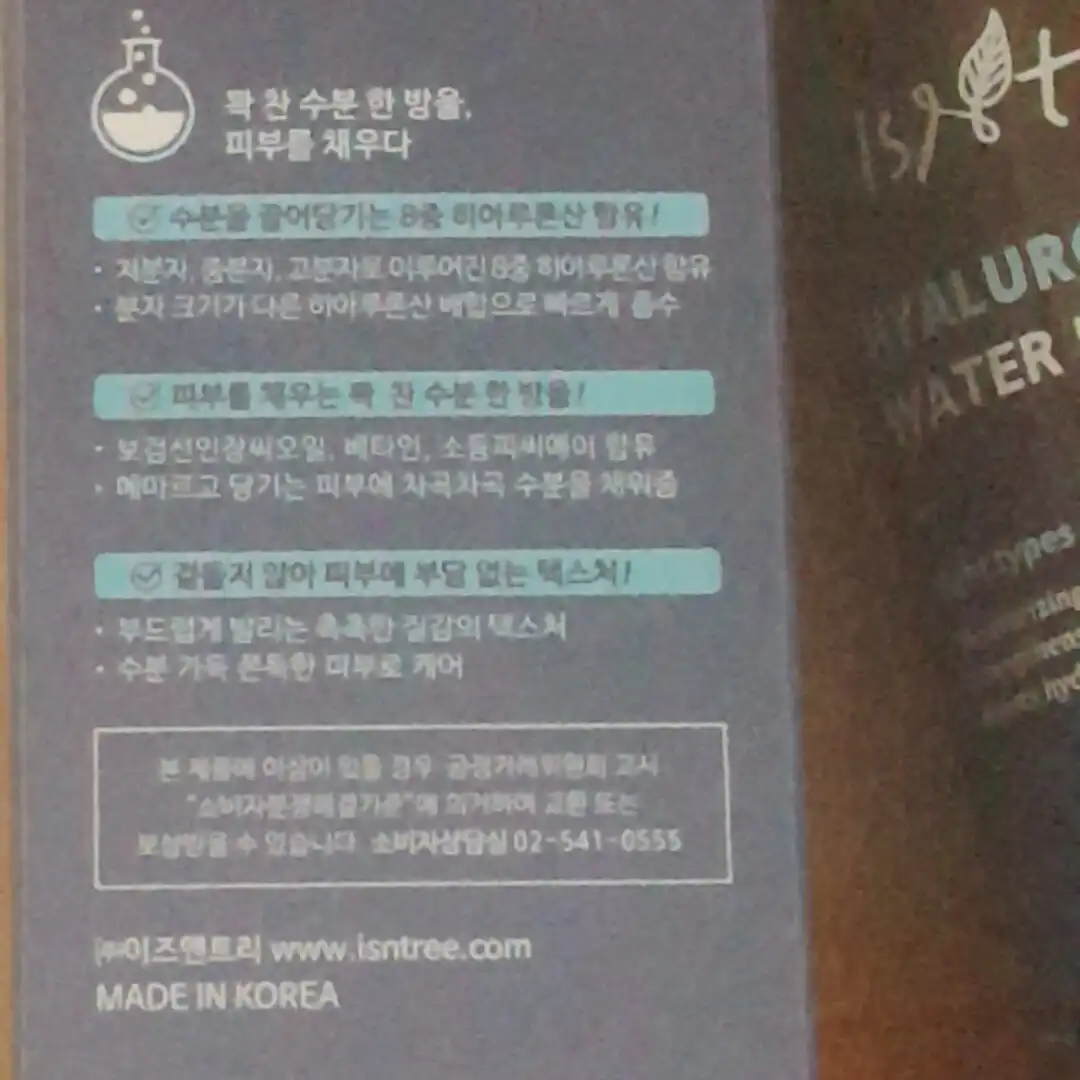 꽉 찬 수분 한 방울,
피부를 채우다
수분을 끌어당기는 8중 히아루론산 함유!
• 저분자, 중분자, 고분자로 이루어진 8중 히아루론산 함유
• 분자 크기가 다른 히아루론산 배합으로 빠르게 흡수
피부를 채우는 꽉 찬 수분 한 방울!
• 보검선인장씨오일, 베타인, 소듐피씨에이 함유
• 메마르고 당기는 피부에 차곡차곡 수분을 채워줌
겉돌지 않아 피부에 부담 없는 텍스처!
• 부드럽게 발리는 촉촉한 질감의 텍스처
• 수분 가득 쫀득한 피부로 케어
본 제품에 이상이 있을 경우 공정거래위원회 고시
"소비자분쟁해결기준"에 의거하여 교환 또는
보상받을 수 있습니다. 소비자상담실 02-541-0555
㈜이즈앤트리 www.isntree.com
MADE IN KOREA
HYALURO
WATER
types